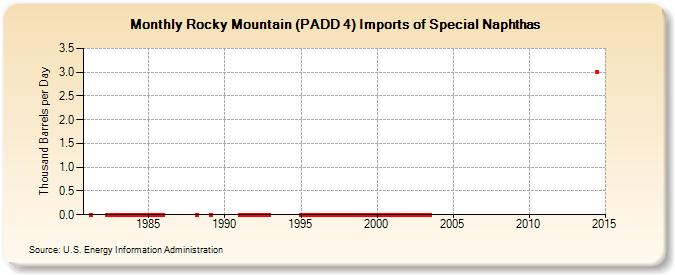 Monthly Rocky Mountain (PADD 4) Imports of Special Naphthas
Thousand Barrels per Day
3.5
3.0
2.5
2.0
1.5
1.0
0.5
0.0
1985 1990 1995 2000 2005 2010 2015
Source: U.S. Energy Information Administration